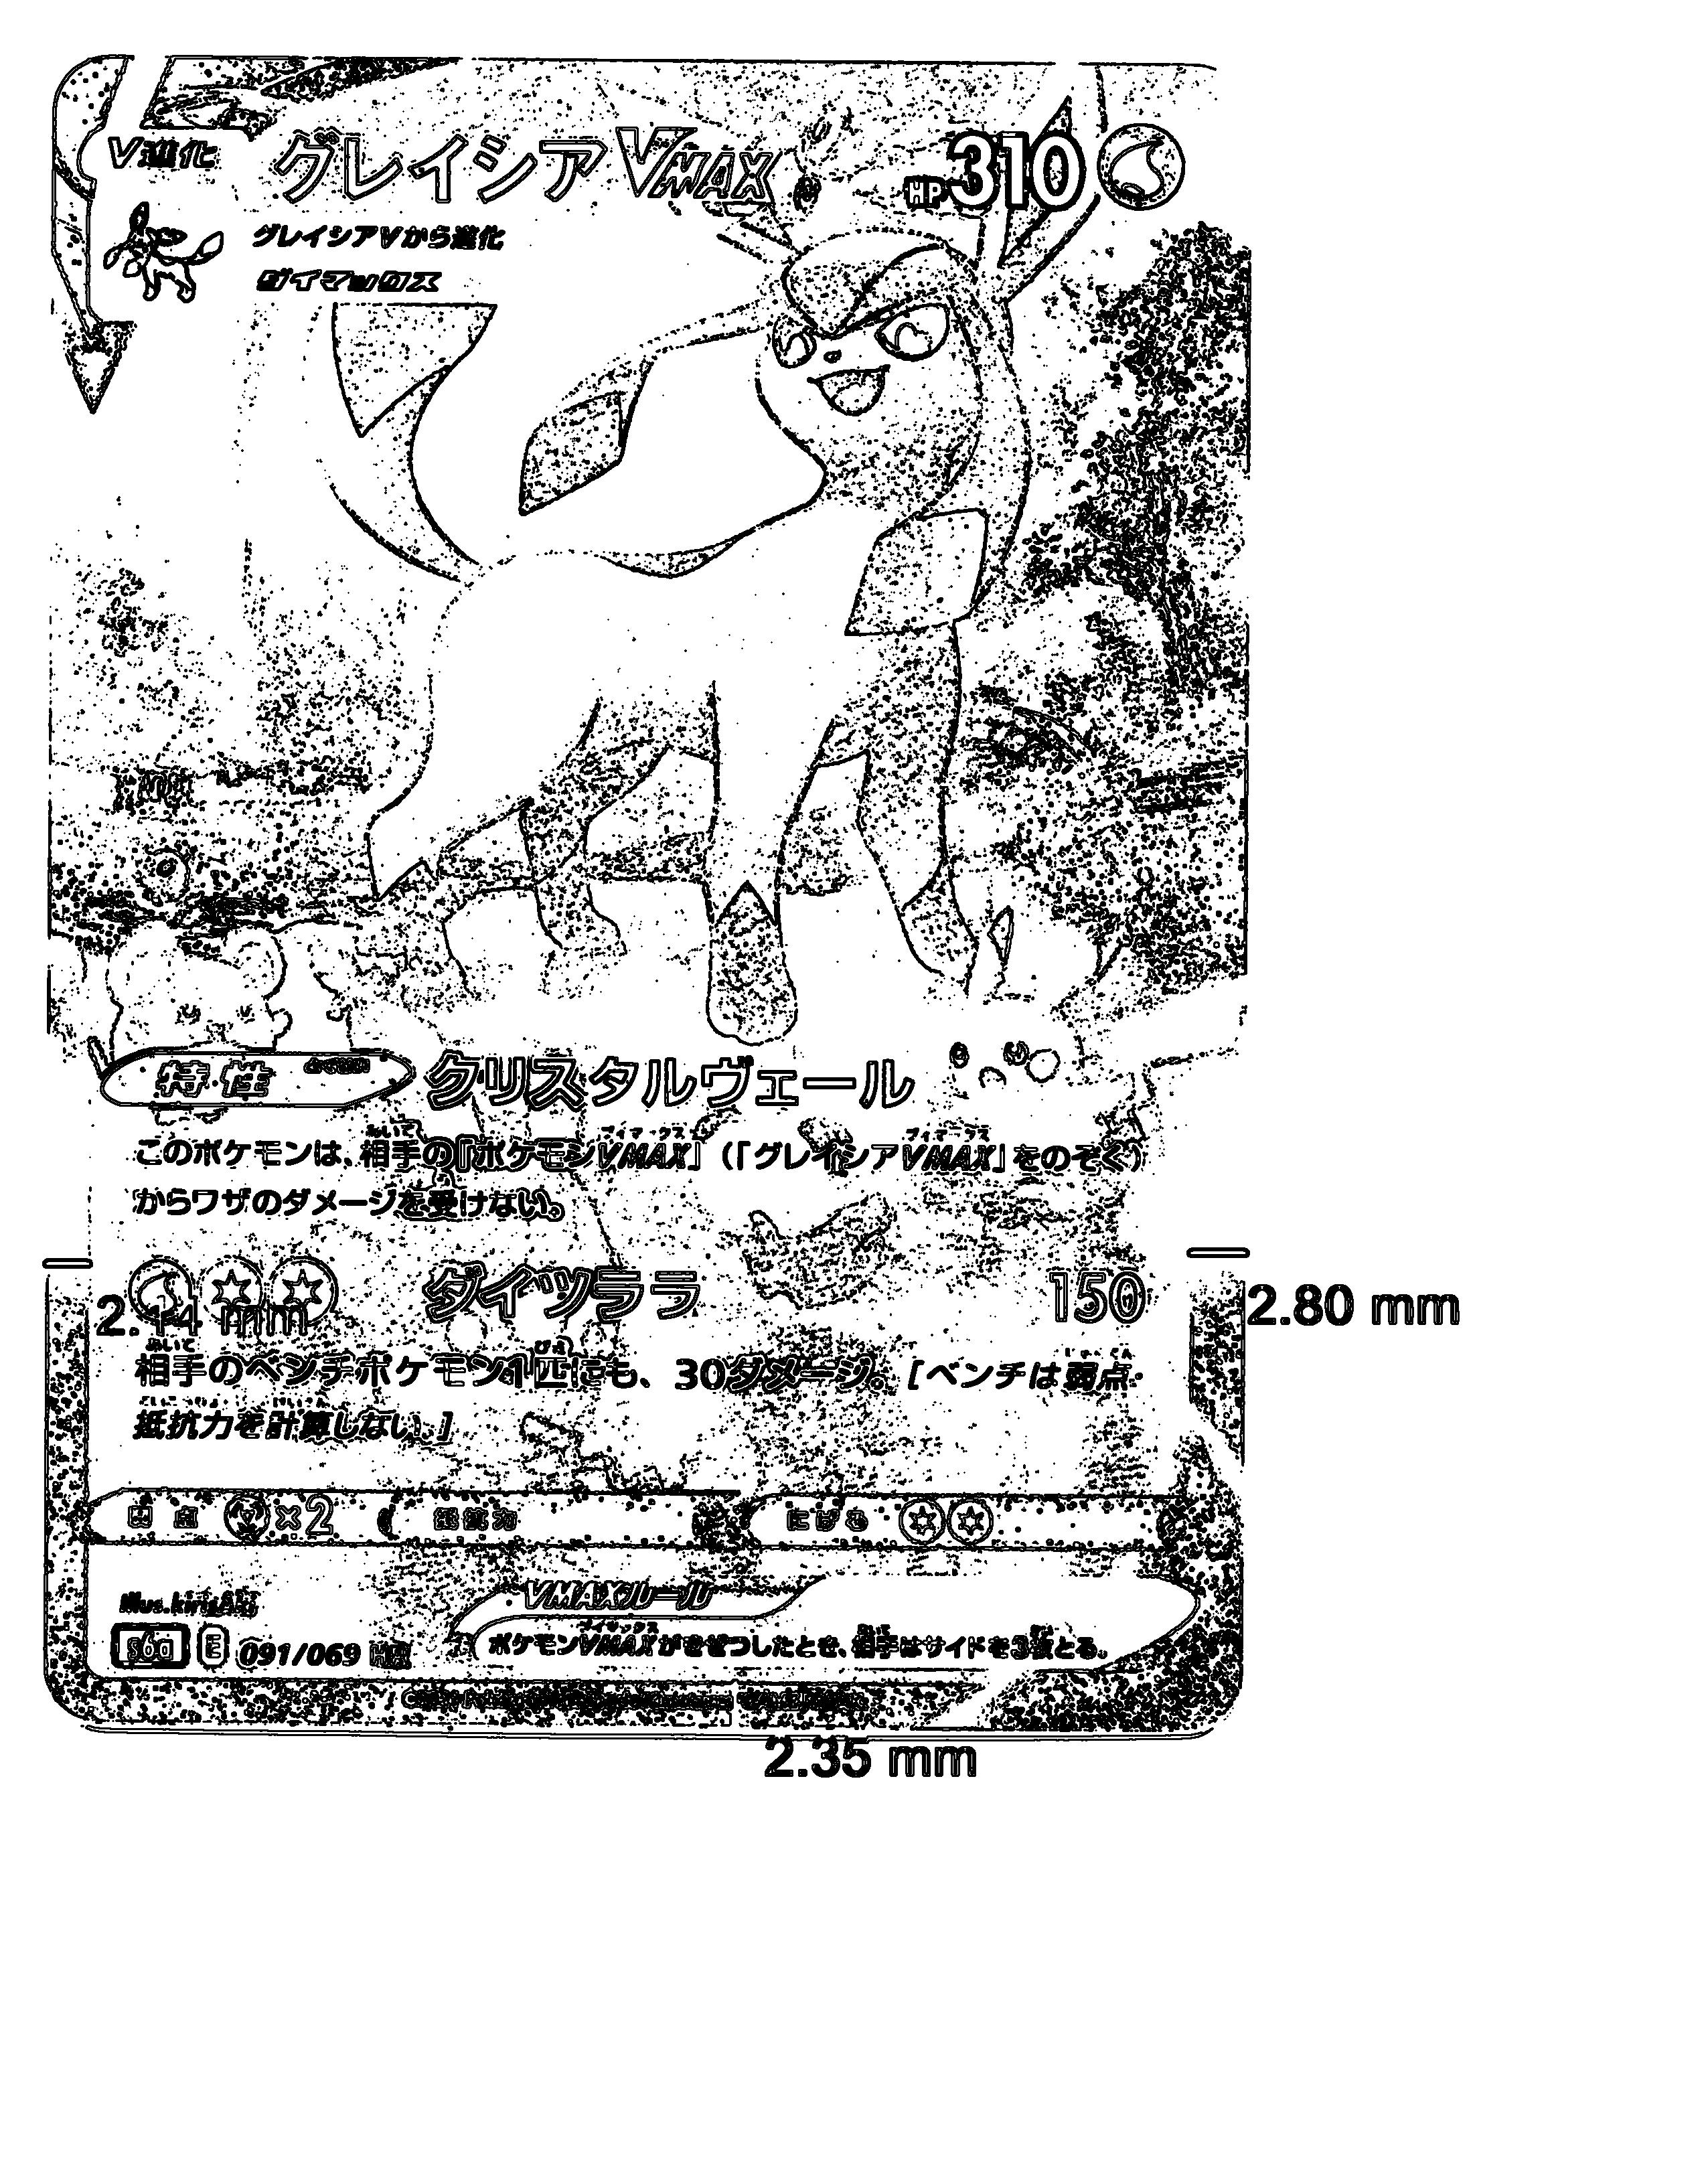 V進化 グレイシアVMAX HP310
グレイシアVから進化
ダイマックス
特性 クリスタルヴェール
このポケモンは、相手の『ポケモンVMAX』（「グレイシアVMAX」をのぞく）
からワザのダメージを受けない。
ダイツララ 150
2.14 mm
2.80 mm
相手のベンチポケモン1匹にも、30ダメージ。［ベンチは弱点・
抵抗力を計算しない。］
弱点 ×2 抵抗力 にげる
VMAXルール
Illus.kirisAki
s6a E 091/069 HR
ポケモンVMAXがきぜつしたとき、相手はサイドを3枚とる。
2.35 mm